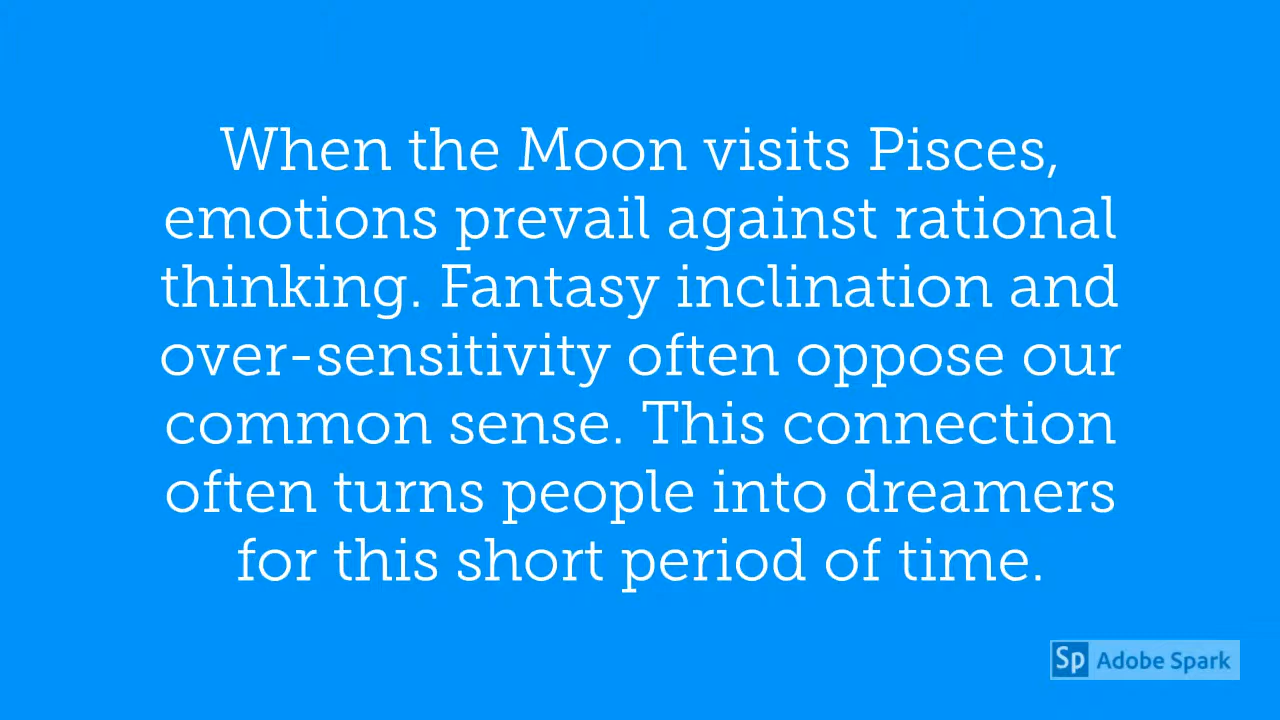 When the Moon visits Pisces,
emotions prevail against rational
thinking. Fantasy inclination and
over-sensitivity often oppose our
common sense. This connection
often turns people into dreamers
for this short period of time.
Sp Adobe Spark